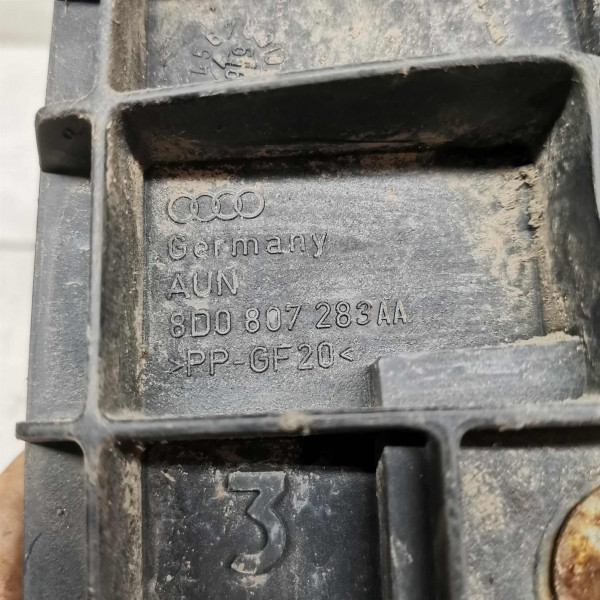 Germany
AUN
8D0 807 283AA
>PP-GF20<
3